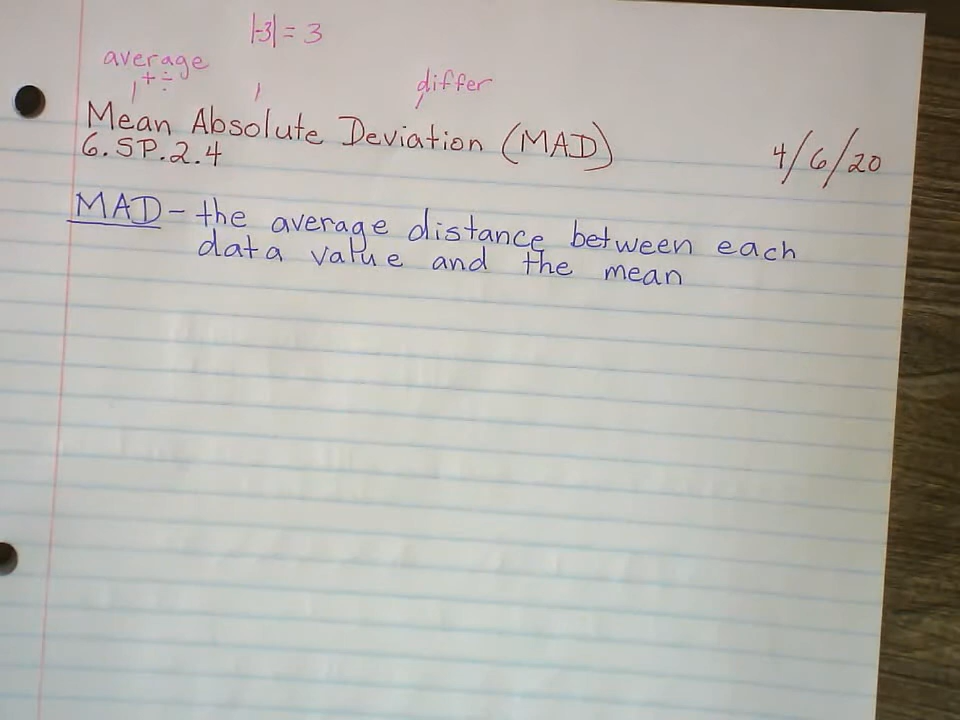 |-3| = 3
average
+ ÷
differ
Mean Absolute Deviation (MAD)
6.SP.2.4
4/6/20
MAD - the average distance between each
data value and the mean